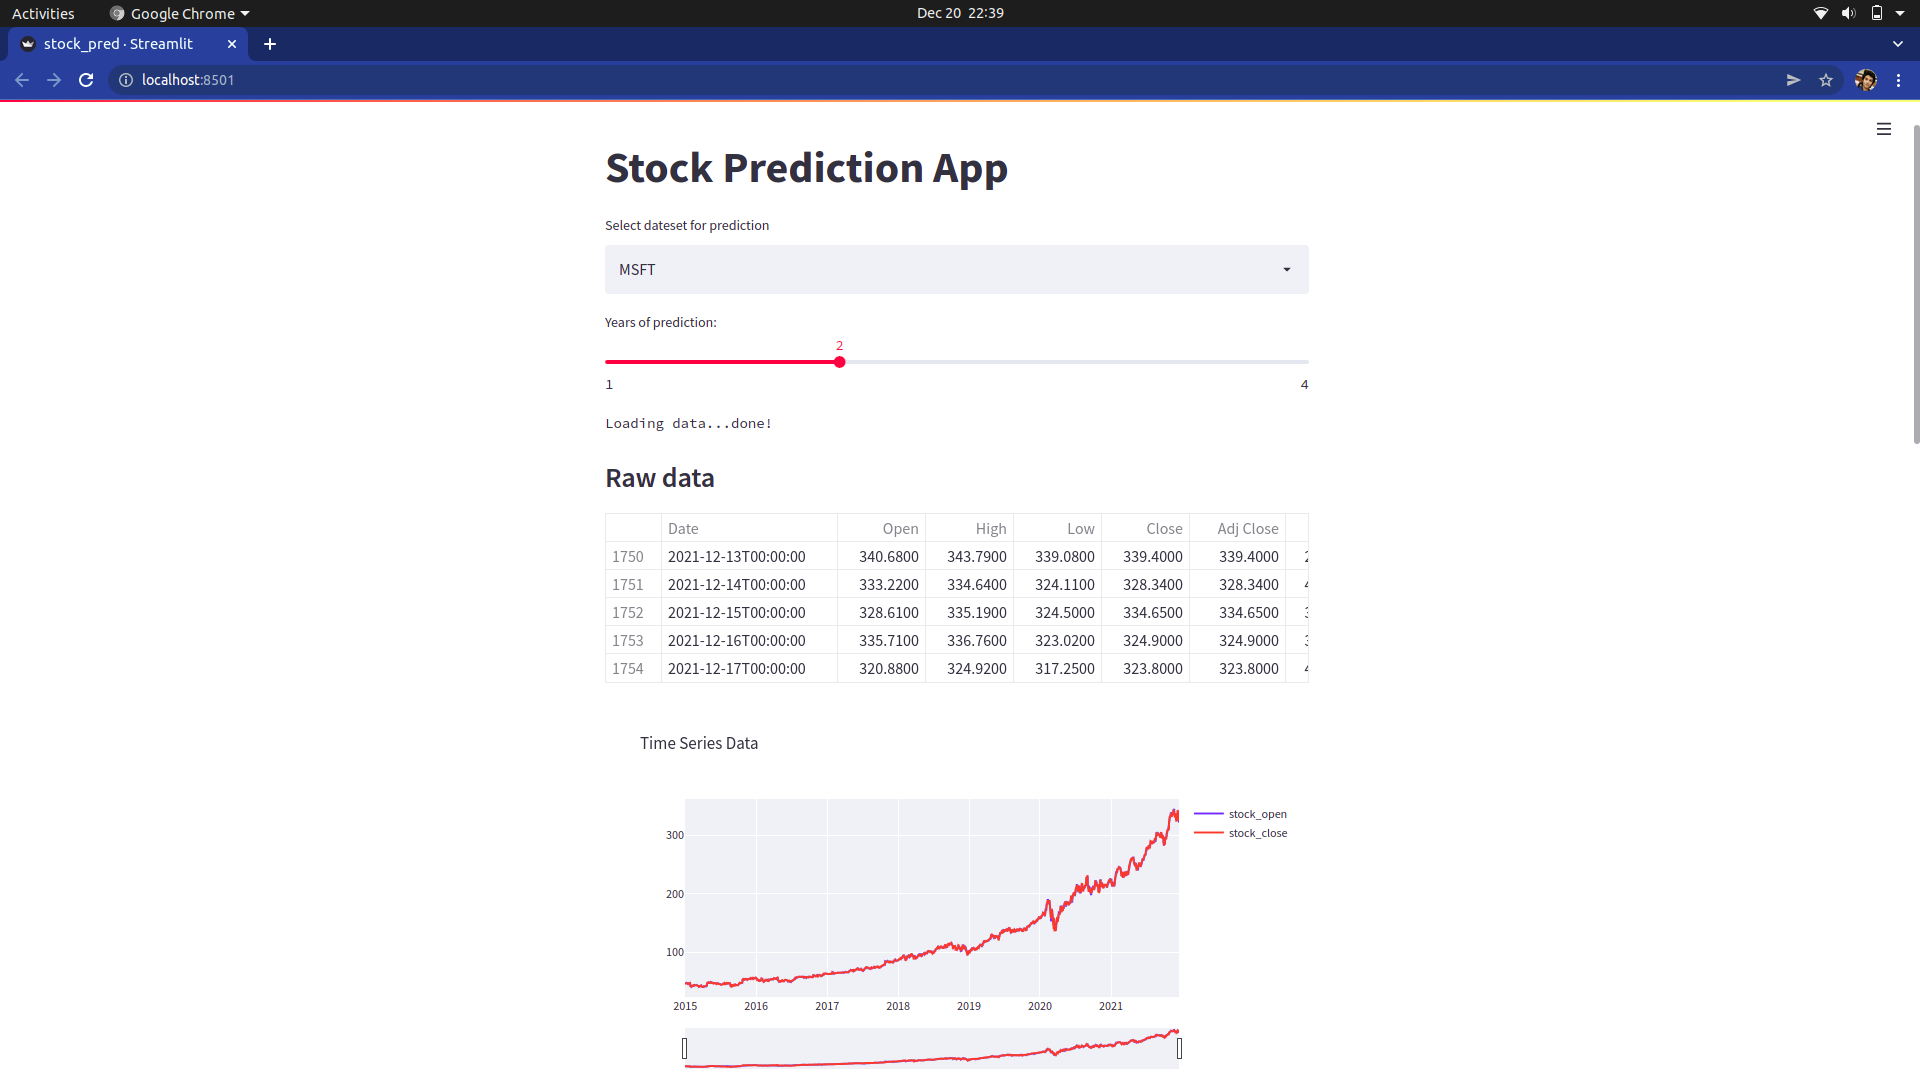 Activities Google Chrome Dec 20 22:39
stock_pred · Streamlit
localhost:8501
Stock Prediction App
Select dateset for prediction
MSFT
Years of prediction:
2
1 4
Loading data...done!
Raw data
Date Open High Low Close Adj Close
1750 2021-12-13T00:00:00 340.6800 343.7900 339.0800 339.4000 339.4000
1751 2021-12-14T00:00:00 333.2200 334.6400 324.1100 328.3400 328.3400
1752 2021-12-15T00:00:00 328.6100 335.1900 324.5000 334.6500 334.6500
1753 2021-12-16T00:00:00 335.7100 336.7600 323.0200 324.9000 324.9000
1754 2021-12-17T00:00:00 320.8800 324.9200 317.2500 323.8000 323.8000
Time Series Data
stock_open
stock_close
300
200
100
2015 2016 2017 2018 2019 2020 2021